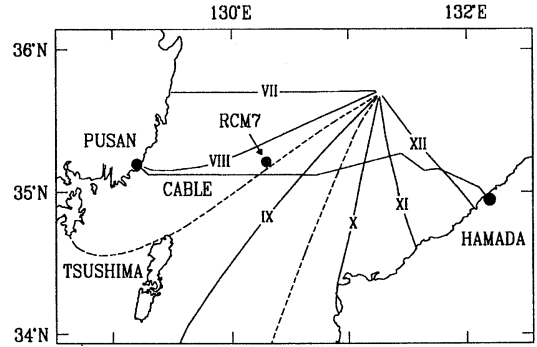 130°E 132°E
36°N
VII
RCM7
PUSAN
XII
VIII
CABLE
35°N
IX X XI
HAMADA
TSUSHIMA
34°N